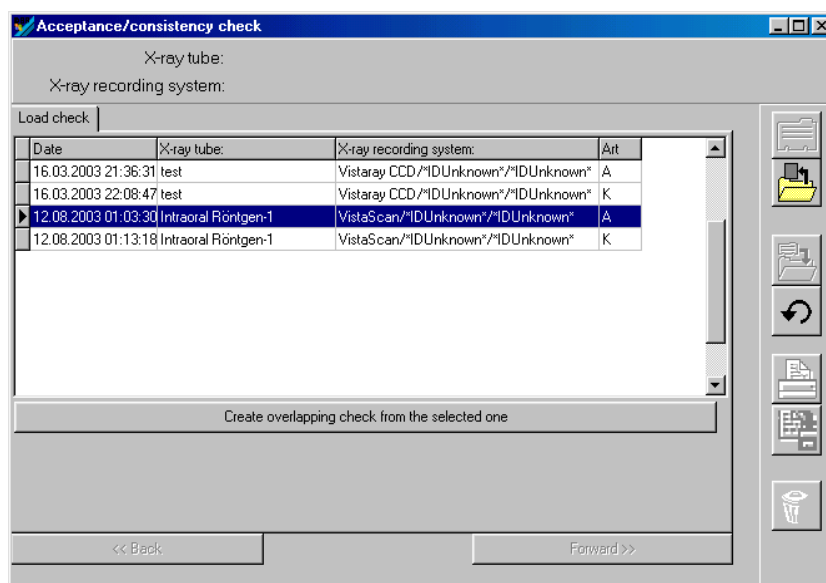 Acceptance/consistency check
X-ray tube:
X-ray recording system:
Load check
Date X-ray tube: X-ray recording system: Art
16.03.2003 21:36:31 test Vistaray CCD/*IDUnknown*/*IDUnknown* A
16.03.2003 22:08:47 test Vistaray CCD/*IDUnknown*/*IDUnknown* K
12.08.2003 01:03:30 Intraoral Röntgen-1 VistaScan/*IDUnknown*/*IDUnknown* A
12.08.2003 01:13:18 Intraoral Röntgen-1 VistaScan/*IDUnknown*/*IDUnknown* K
Create overlapping check from the selected one
<< Back Forward >>